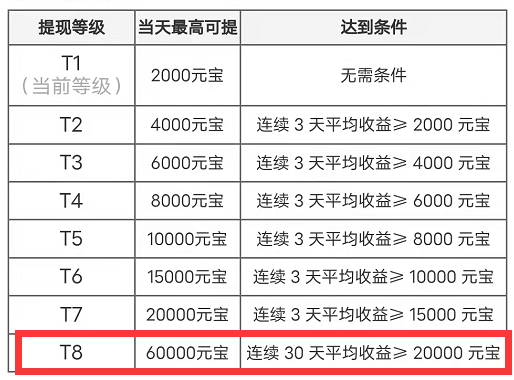 提现等级 当天最高可提 达到条件
T1 2000元宝 无需条件
（当前等级）
T2 4000元宝 连续 3 天平均收益≥ 2000 元宝
T3 6000元宝 连续 3 天平均收益≥ 4000 元宝
T4 8000元宝 连续 3 天平均收益≥ 6000 元宝
T5 10000元宝 连续 3 天平均收益≥ 8000 元宝
T6 15000元宝 连续 3 天平均收益≥ 10000 元宝
T7 20000元宝 连续 3 天平均收益≥ 15000 元宝
T8 60000元宝 连续 30 天平均收益≥ 20000 元宝